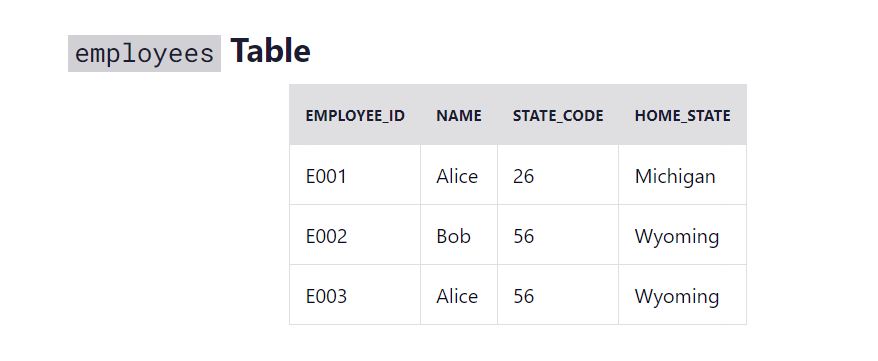 employees Table
EMPLOYEE_ID NAME STATE_CODE HOME_STATE
E001 Alice 26 Michigan
E002 Bob 56 Wyoming
E003 Alice 56 Wyoming